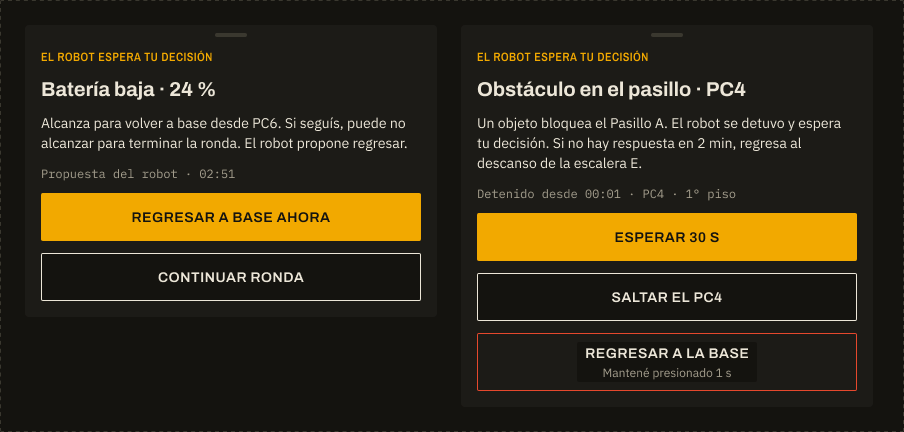 EL ROBOT ESPERA TU DECISIÓN
Batería baja · 24 %
Alcanza para volver a base desde PC6. Si seguís, puede no
alcanzar para terminar la ronda. El robot propone regresar.
Propuesta del robot · 02:51
REGRESAR A BASE AHORA
CONTINUAR RONDA
EL ROBOT ESPERA TU DECISIÓN
Obstáculo en el pasillo · PC4
Un objeto bloquea el Pasillo A. El robot se detuvo y espera
tu decisión. Si no hay respuesta en 2 min, regresa al
descanso de la escalera E.
Detenido desde 00:01 · PC4 · 1° piso
ESPERAR 30 S
SALTAR EL PC4
REGRESAR A LA BASE
Mantené presionado 1 s